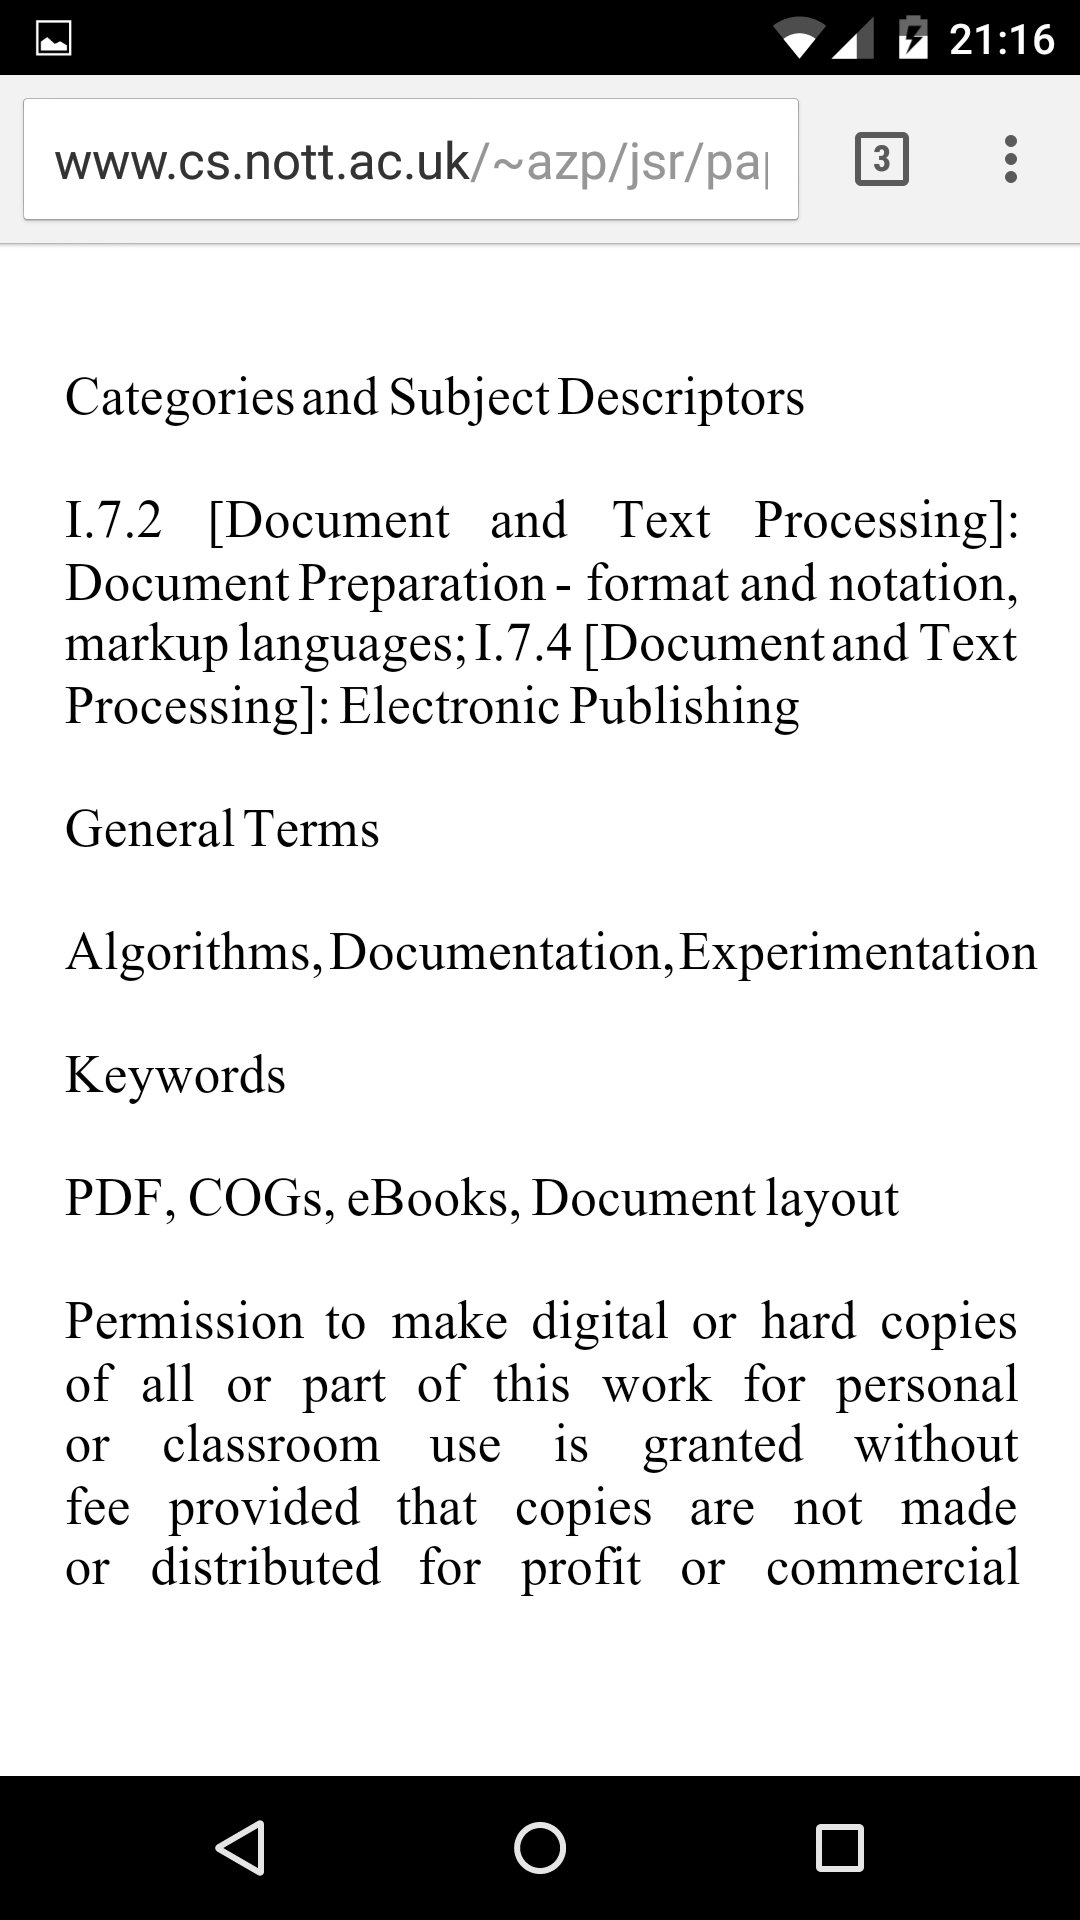 21:16
www.cs.nott.ac.uk/~azp/jsr/pa
3
Categories and Subject Descriptors
I.7.2 [Document and Text Processing]:
Document Preparation - format and notation,
markup languages; I.7.4 [Document and Text
Processing]: Electronic Publishing
General Terms
Algorithms, Documentation, Experimentation
Keywords
PDF, COGs, eBooks, Document layout
Permission to make digital or hard copies
of all or part of this work for personal
or classroom use is granted without
fee provided that copies are not made
or distributed for profit or commercial